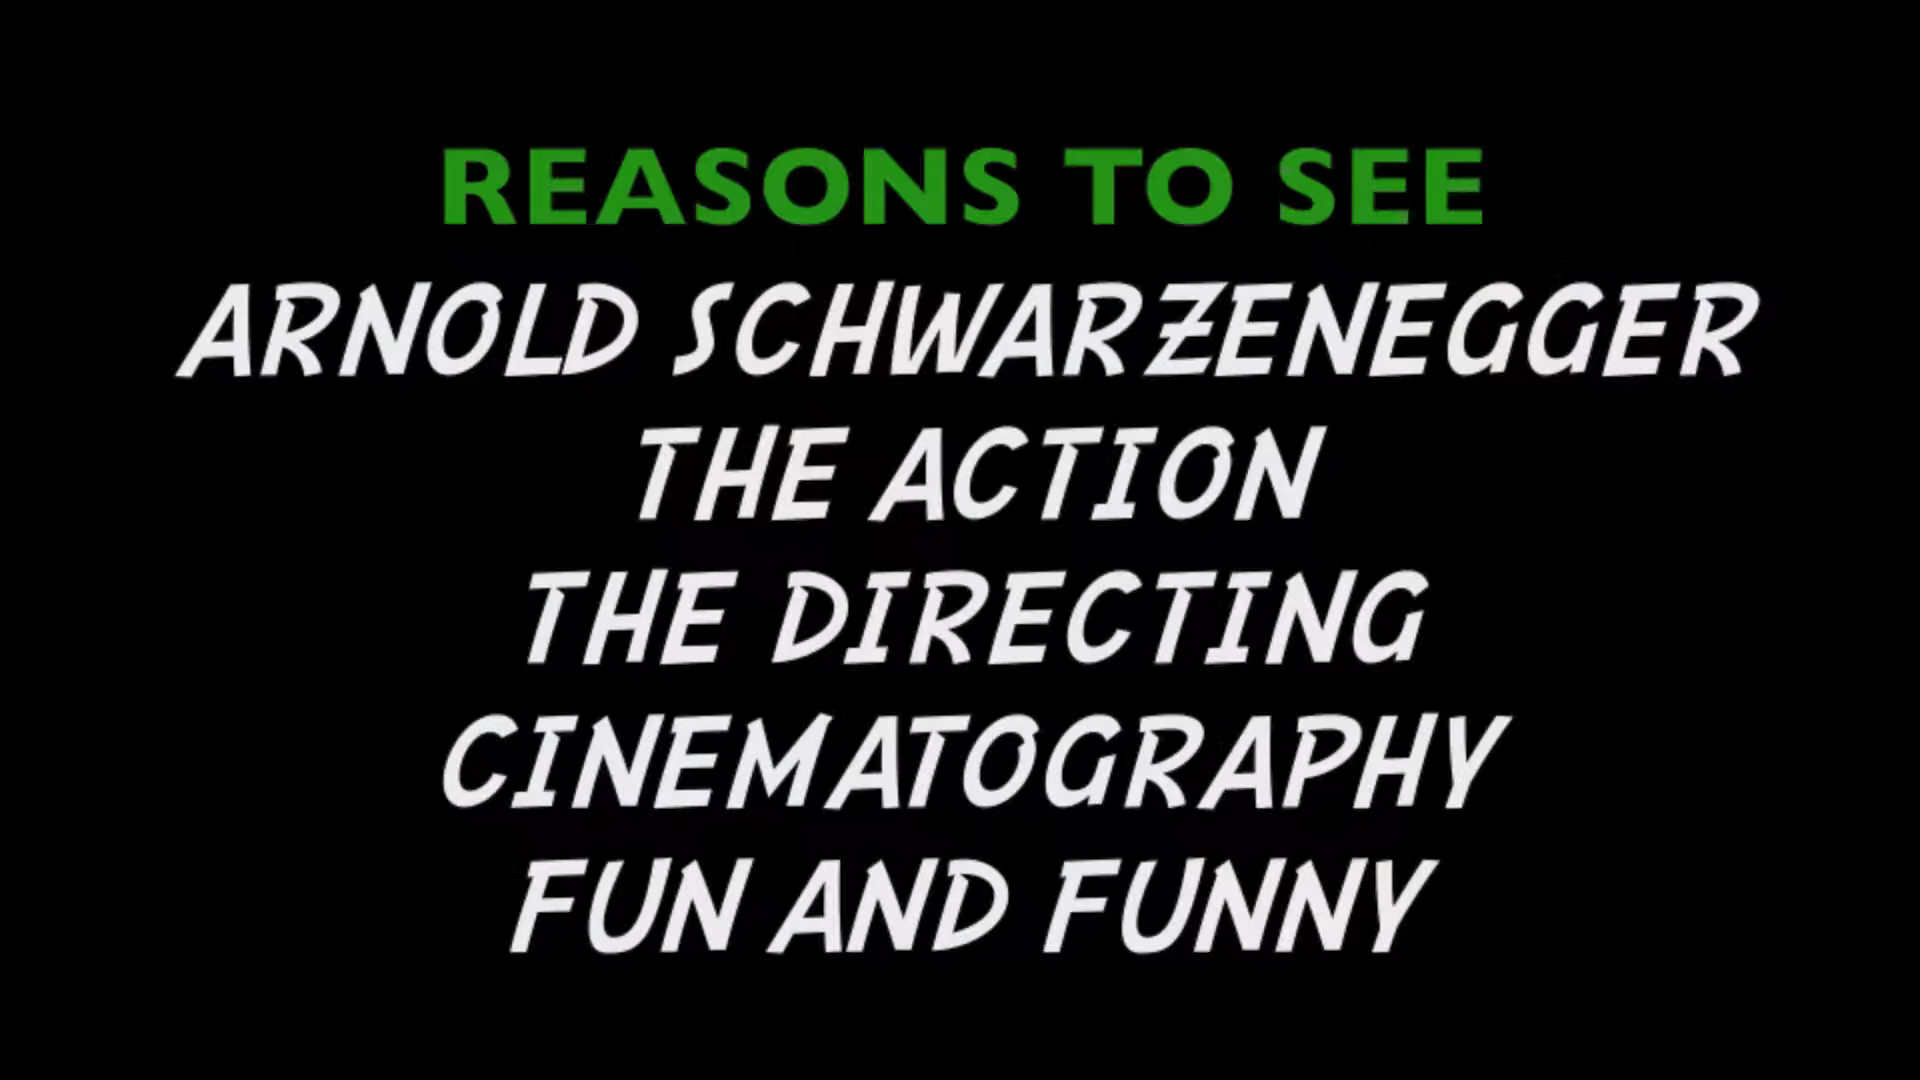 REASONS TO SEE
ARNOLD SCHWARZENEGGER
THE ACTION
THE DIRECTING
CINEMATOGRAPHY
FUN AND FUNNY